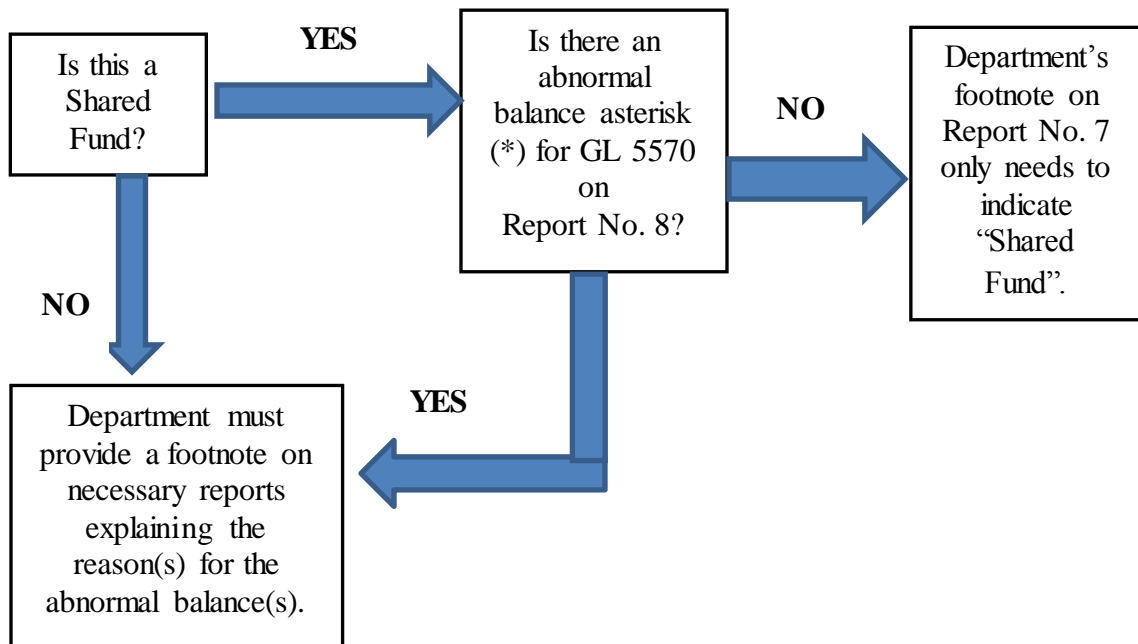 Is this a
Shared
Fund?
YES
Is there an
abnormal
balance asterisk
(*) for GL 5570
on
Report No. 8?
NO
Department’s
footnote on
Report No. 7
only needs to
indicate
“Shared
Fund”.
NO
YES
Department must
provide a footnote on
necessary reports
explaining the
reason(s) for the
abnormal balance(s).